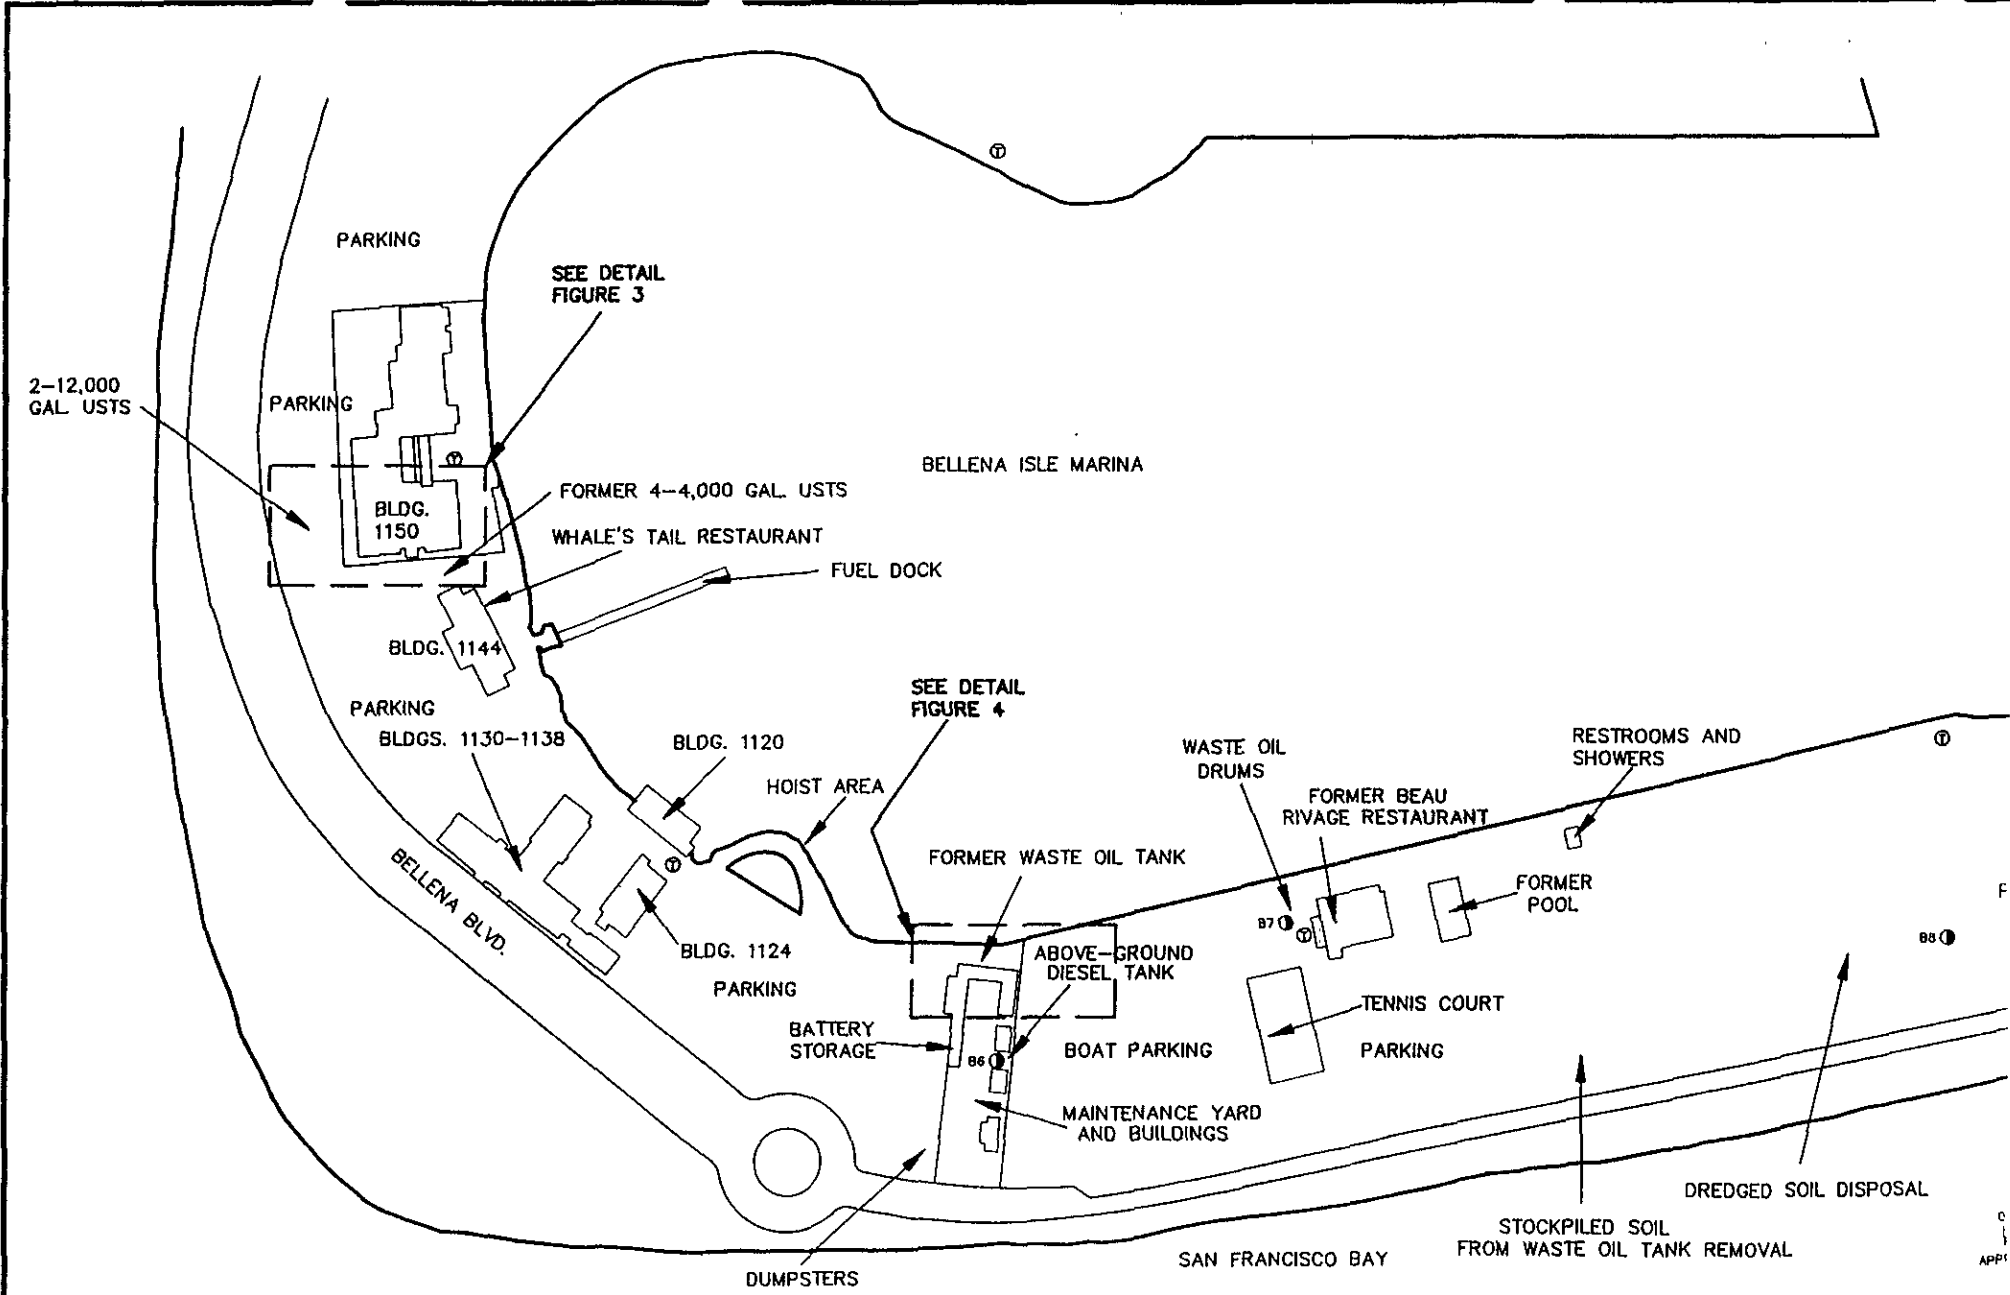 PARKING
SEE DETAIL
FIGURE 3
2-12,000
GAL. USTS
PARKING
BELLENA ISLE MARINA
FORMER 4-4,000 GAL. USTS
BLDG.
1150
WHALE'S TAIL RESTAURANT
FUEL DOCK
BLDG. 1144
SEE DETAIL
FIGURE 4
PARKING
BLDGS. 1130-1138
BLDG. 1120
HOIST AREA
WASTE OIL
DRUMS
RESTROOMS AND
SHOWERS
FORMER BEAU
RIVAGE RESTAURANT
FORMER WASTE OIL TANK
BELLENA BLVD.
FORMER
POOL
B7
B8
BLDG. 1124
ABOVE-GROUND
DIESEL TANK
PARKING
TENNIS COURT
BATTERY
STORAGE
B6
BOAT PARKING
PARKING
MAINTENANCE YARD
AND BUILDINGS
DREDGED SOIL DISPOSAL
STOCKPILED SOIL
FROM WASTE OIL TANK REMOVAL
SAN FRANCISCO BAY
DUMPSTERS
T
T
T
T
T